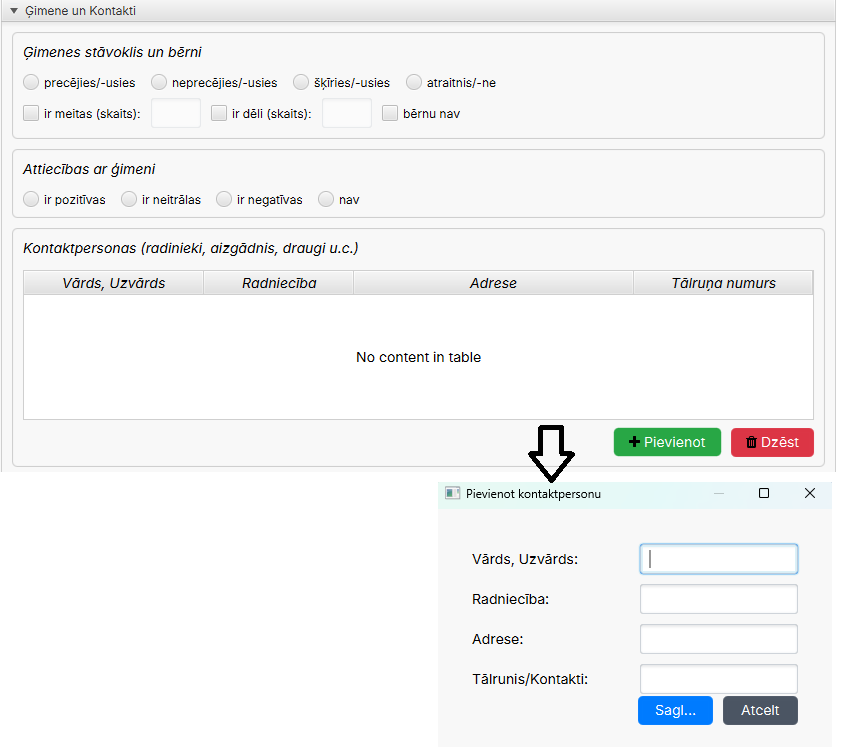 Ģimene un Kontakti
Ģimenes stāvoklis un bērni
precējies/-usies neprecējies/-usies šķīries/-usies atraitnis/-ne
ir meitas (skaits): ir dēli (skaits): bērnu nav
Attiecības ar ģimeni
ir pozitīvas ir neitrālas ir negatīvas nav
Kontaktpersonas (radinieki, aizgādnis, draugi u.c.)
Vārds, Uzvārds Radniecība Adrese Tālruņa numurs
No content in table
Pievienot Dzēst
Pievienot kontaktpersonu
Vārds, Uzvārds:
Radniecība:
Adrese:
Tālrunis/Kontakti:
Sagl... Atcelt